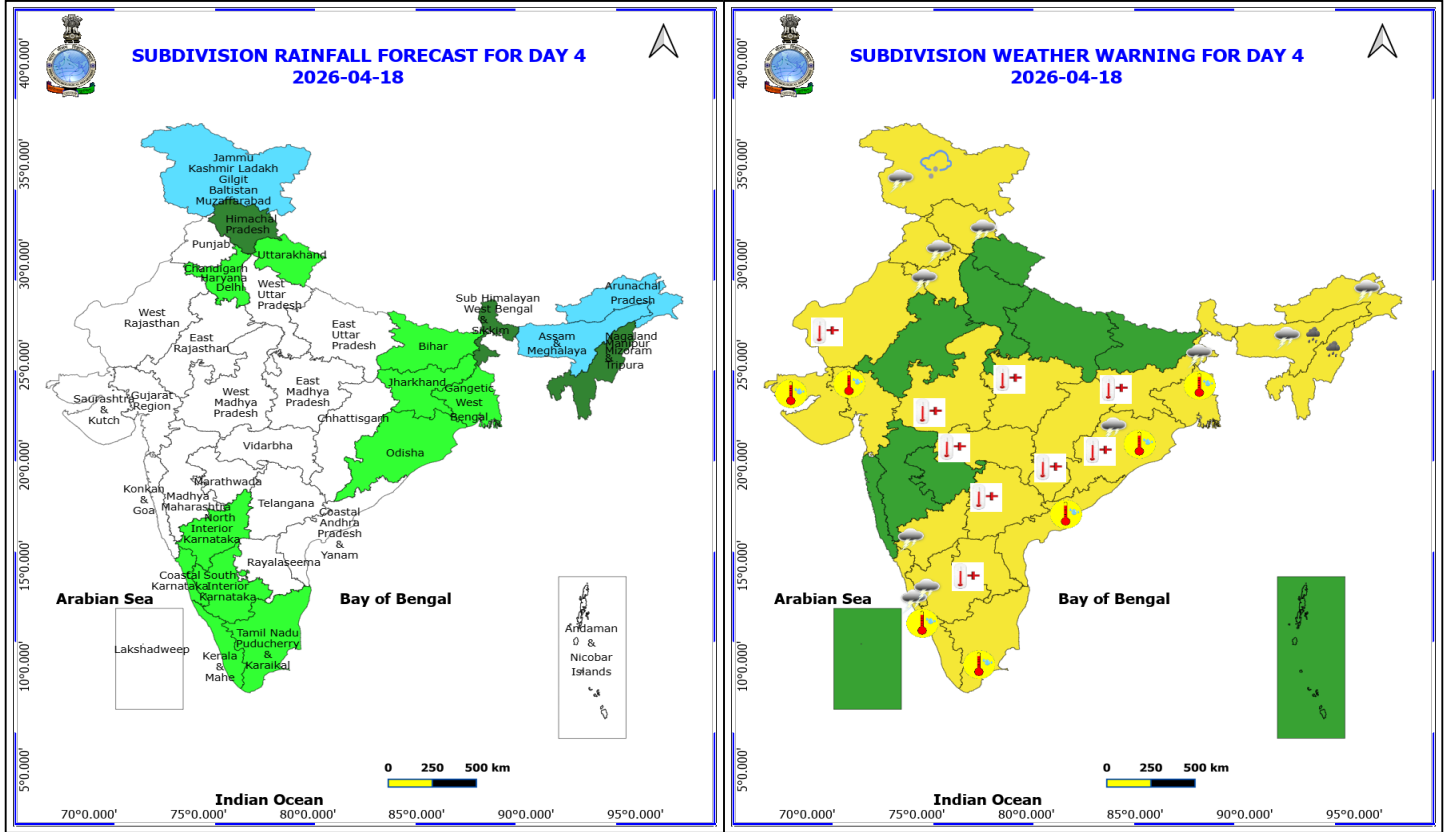 SUBDIVISION RAINFALL FORECAST FOR DAY 4
2026-04-18
40°0.000'
35°0.000'
30°0.000'
25°0.000'
20°0.000'
15°0.000'
10°0.000'
5°0.000'
Jammu
Kashmir Ladakh
Gilgit
Baltistan
Muzaffarabad
Himachal
Pradesh
Punjab
Uttarakhand
Chandigarh
Haryana
Delhi
West
Uttar
Pradesh
West
Rajasthan
East
Rajasthan
East
Uttar
Pradesh
Sub Himalayan
West Bengal
&
Sikkim
Arunachal
Pradesh
Assam
&
Meghalaya
Nagaland
Manipur
Mizoram
&
Tripura
Bihar
Jharkhand
Gangetic
West
Bengal
Saurashtra
&
Kutch
Gujarat
Region
West
Madhya
Pradesh
East
Madhya
Pradesh
Chhattisgarh
Vidarbha
Odisha
Konkan
&
Goa
Madhya
Maharashtra
Marathwada
Telangana
North
Interior
Karnataka
Coastal
Andhra
Pradesh
&
Yanam
Rayalaseema
Coastal
Karnataka
South
Interior
Karnataka
Tamil Nadu
Puducherry
&
Karaikal
Kerala
&
Mahe
Arabian Sea
Bay of Bengal
Lakshadweep
Andaman
&
Nicobar
Islands
0 250 500 km
Indian Ocean
70°0.000' 75°0.000' 80°0.000' 85°0.000' 90°0.000' 95°0.000'
SUBDIVISION WEATHER WARNING FOR DAY 4
2026-04-18
40°0.000'
35°0.000'
30°0.000'
25°0.000'
20°0.000'
15°0.000'
10°0.000'
5°0.000'
Arabian Sea
Bay of Bengal
0 250 500 km
Indian Ocean
70°0.000' 75°0.000' 80°0.000' 85°0.000' 90°0.000' 95°0.000'